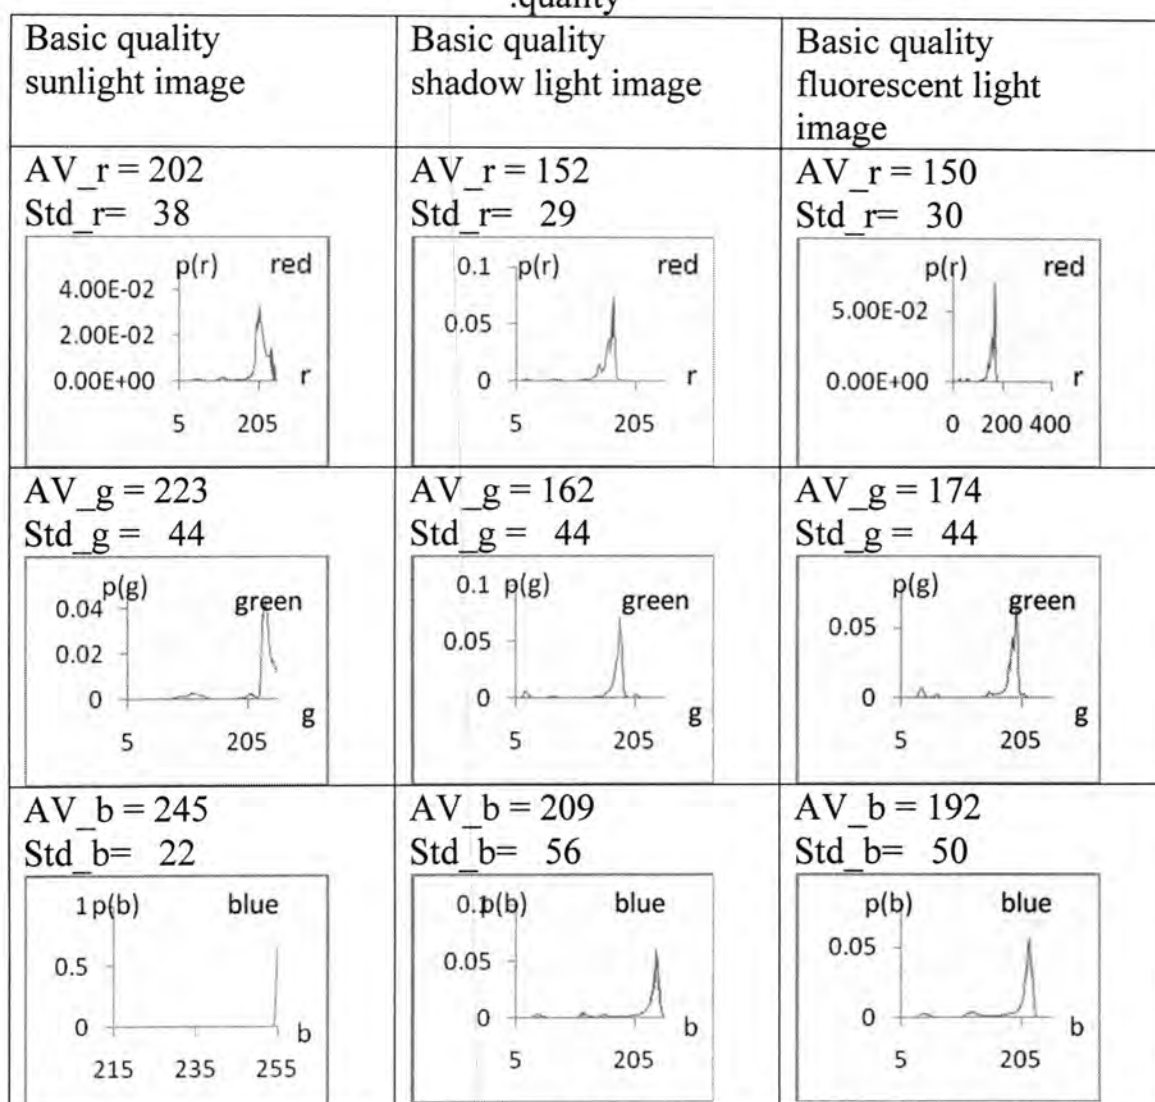 .quality
Basic quality
sunlight image
Basic quality
shadow light image
Basic quality
fluorescent light
image
AV_r = 202
Std_r= 38
p(r) red
4.00E-02
2.00E-02
0.00E+00
r
5 205
AV_r = 152
Std_r= 29
0.1 p(r) red
0.05
0
r
5 205
AV_r = 150
Std_r= 30
p(r) red
5.00E-02
0.00E+00
r
0 200 400
AV_g = 223
Std_g = 44
p(g)
0.04 green
0.02
0
g
5 205
AV_g = 162
Std_g = 44
0.1 p(g)
green
0.05
0
g
5 205
AV_g = 174
Std_g = 44
p(g)
green
0.05
0
g
5 205
AV_b = 245
Std_b= 22
1 p(b) blue
0.5
0
b
215 235 255
AV_b = 209
Std_b= 56
0.1 p(b) blue
0.05
0
b
5 205
AV_b = 192
Std_b= 50
p(b) blue
0.05
0
b
5 205